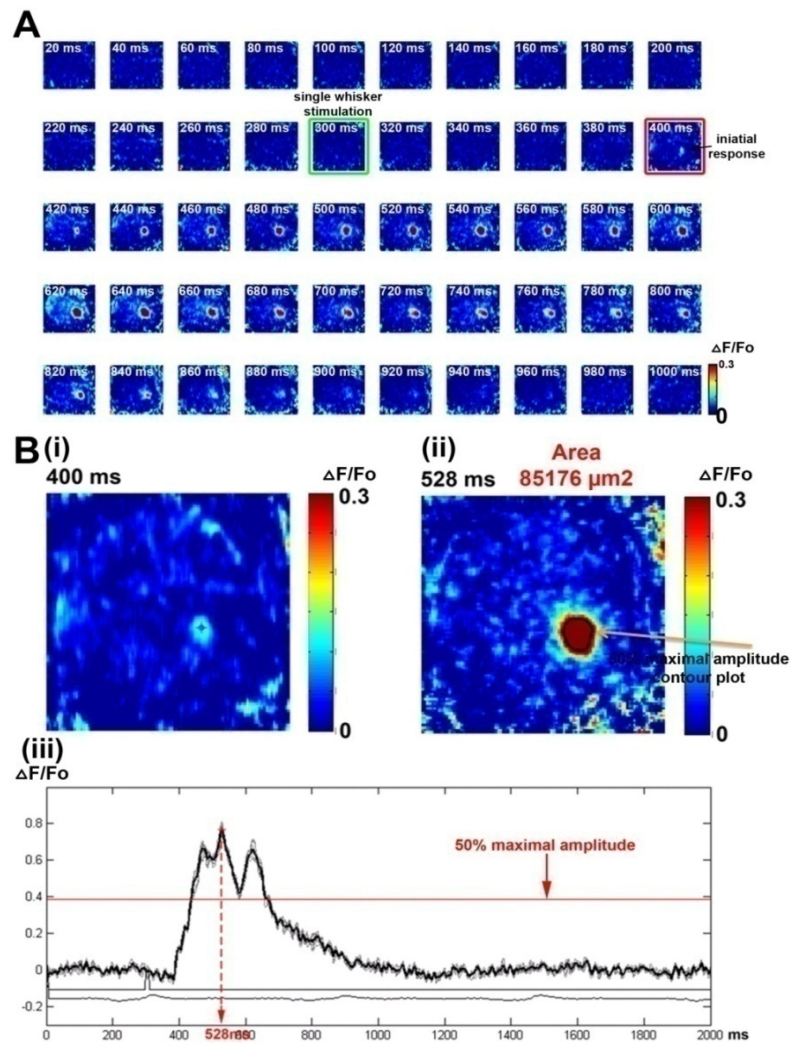 A
20 ms 40 ms 60 ms 80 ms 100 ms 120 ms 140 ms 160 ms 180 ms 200 ms
single whisker
stimulation
220 ms 240 ms 260 ms 280 ms 300 ms 320 ms 340 ms 360 ms 380 ms 400 ms
iniatial
response
420 ms 440 ms 460 ms 480 ms 500 ms 520 ms 540 ms 560 ms 580 ms 600 ms
620 ms 640 ms 660 ms 680 ms 700 ms 720 ms 740 ms 760 ms 780 ms 800 ms
△F/Fo
0.3
820 ms 840 ms 860 ms 880 ms 900 ms 920 ms 940 ms 960 ms 980 ms 1000 ms
0
B (i)
400 ms
△F/Fo
0.3
0
(ii)
Area
528 ms 85176 µm2
△F/Fo
0.3
maximal amplitude
contour plot
0
(iii)
△F/Fo
0.8
0.6
0.4
0.2
0
-0.2
50% maximal amplitude
528ms
0 200 400 600 800 1000 1200 1400 1600 1800 2000 ms